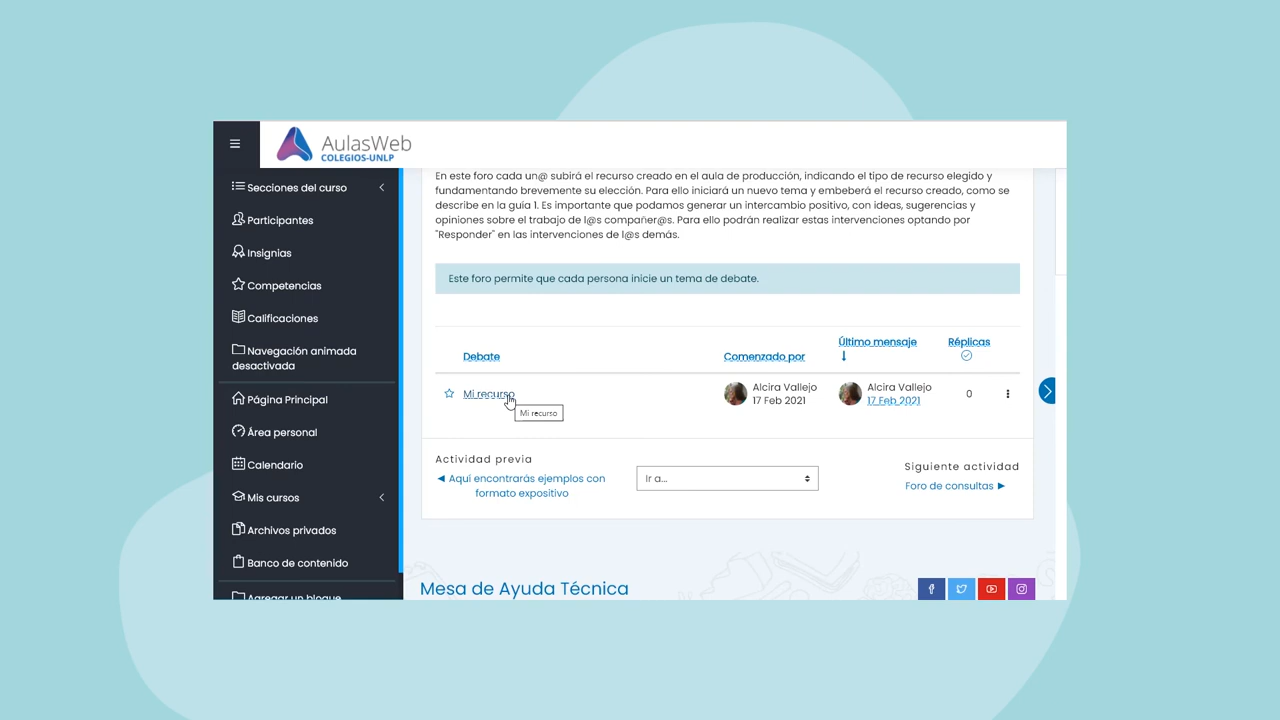 AulasWeb
COLEGIOS-UNLP
Secciones del curso
Participantes
Insignias
Competencias
Calificaciones
Navegación animada
desactivada
Página Principal
Área personal
Calendario
Mis cursos
Archivos privados
Banco de contenido
Agregar un bloque
En este foro cada un@ subirá el recurso creado en el aula de producción, indicando el tipo de recurso elegido y
fundamentando brevemente su elección. Para ello iniciará un nuevo tema y embeberá el recurso creado, como se
describe en la guía 1. Es importante que podamos generar un intercambio positivo, con ideas, sugerencias y
opiniones sobre el trabajo de l@s compañer@s. Para ello podrán realizar estas intervenciones optando por
"Responder" en las intervenciones de l@s demás.
Este foro permite que cada persona inicie un tema de debate.
Debate
Comenzado por
Último mensaje
Réplicas
Mi recurso
Alcira Vallejo
17 Feb 2021
Alcira Vallejo
17 Feb 2021
0
Mi recurso
Actividad previa
◄ Aquí encontrarás ejemplos con
formato expositivo
Ir a...
Siguiente actividad
Foro de consultas ►
Mesa de Ayuda Técnica